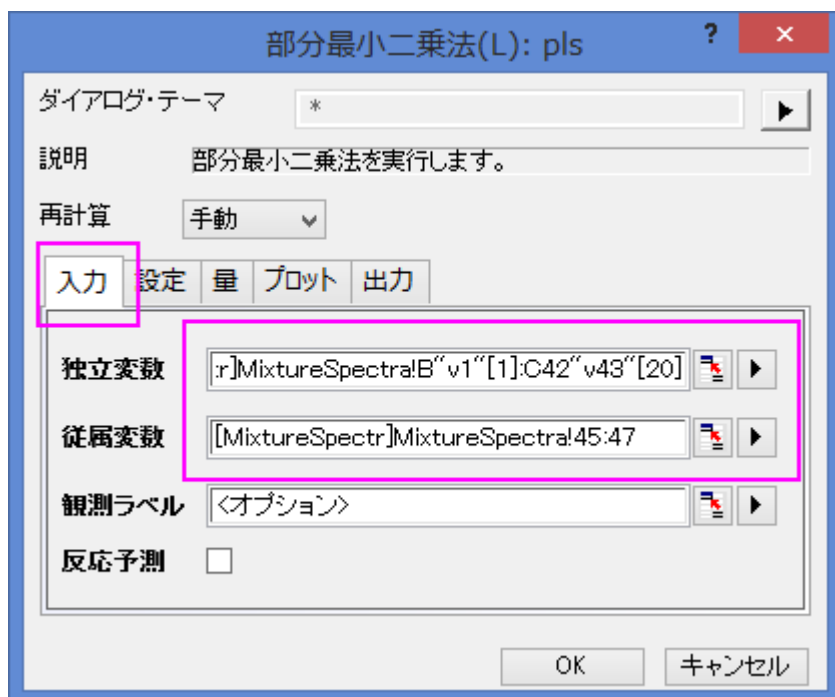 部分最小二乗法(L): pls ? ×
ダイアログ・テーマ *
説明 部分最小二乗法を実行します。
再計算 手動
入力 設定 量 プロット 出力
独立変数 :r]MixtureSpectra!B"v1"[1]:C42"v43"[20]
従属変数 [MixtureSpectr]MixtureSpectra!45:47
観測ラベル <オプション>
反応予測
OK キャンセル